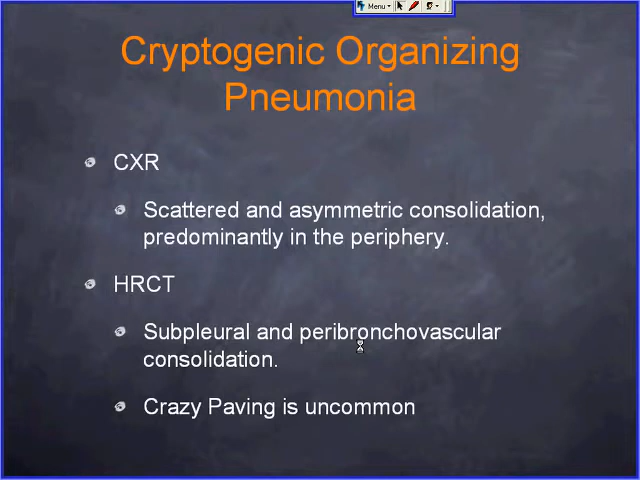 Menu
Cryptogenic Organizing
Pneumonia
CXR
Scattered and asymmetric consolidation,
predominantly in the periphery.
HRCT
Subpleural and peribronchovascular
consolidation.
Crazy Paving is uncommon